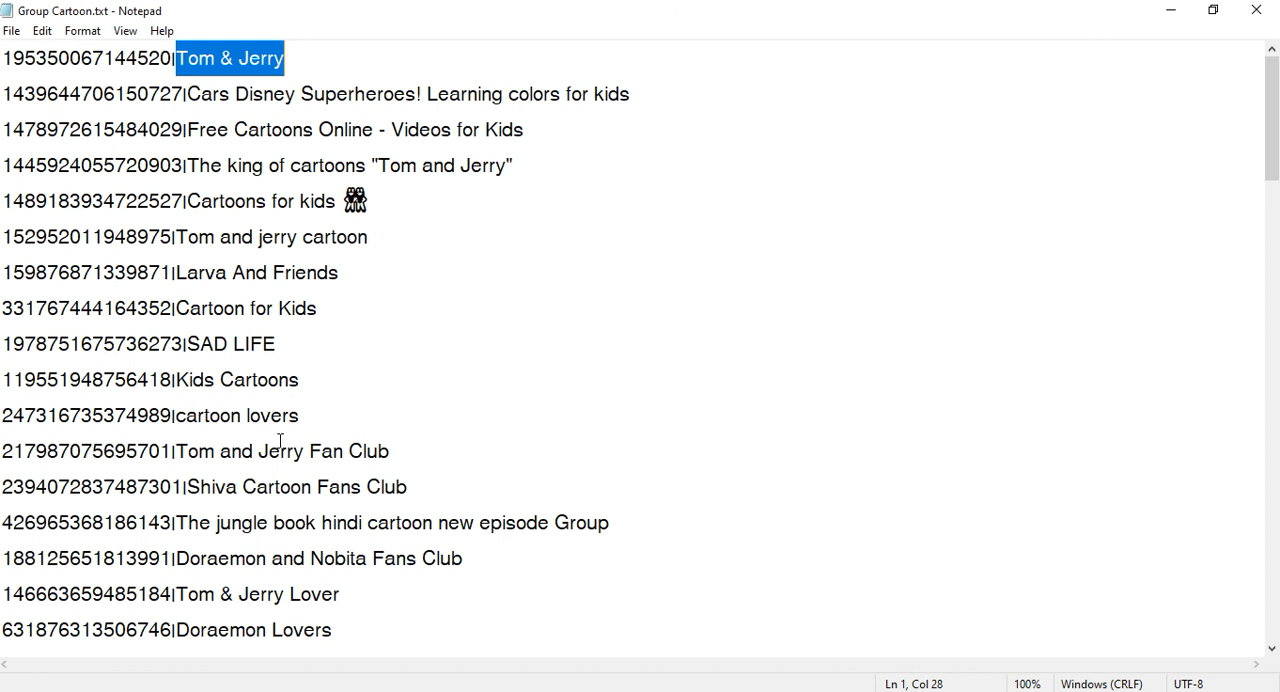 Group Cartoon.txt - Notepad
File Edit Format View Help
195350067144520|Tom & Jerry
1439644706150727|Cars Disney Superheroes! Learning colors for kids
1478972615484029|Free Cartoons Online - Videos for Kids
1445924055720903|The king of cartoons "Tom and Jerry"
1489183934722527|Cartoons for kids 👯
152952011948975|Tom and jerry cartoon
159876871339871|Larva And Friends
331767444164352|Cartoon for Kids
1978751675736273|SAD LIFE
119551948756418|Kids Cartoons
247316735374989|cartoon lovers
217987075695701|Tom and Jerry Fan Club
2394072837487301|Shiva Cartoon Fans Club
426965368186143|The jungle book hindi cartoon new episode Group
188125651813991|Doraemon and Nobita Fans Club
146663659485184|Tom & Jerry Lover
631876313506746|Doraemon Lovers
Ln 1, Col 28 100% Windows (CRLF) UTF-8